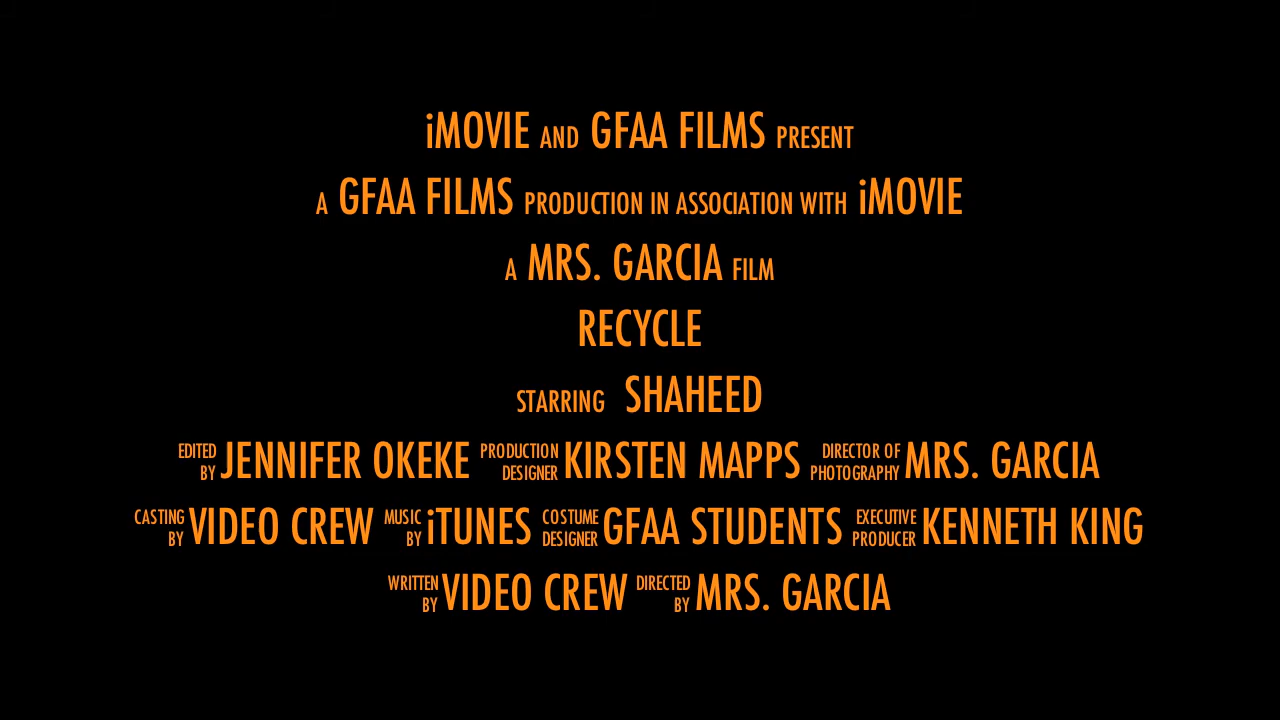 iMOVIE AND GFAA FILMS PRESENT
A GFAA FILMS PRODUCTION IN ASSOCIATION WITH iMOVIE
A MRS. GARCIA FILM
RECYCLE
STARRING SHAHEED
EDITED BY JENNIFER OKEKE PRODUCTION DESIGNER KIRSTEN MAPPS DIRECTOR OF PHOTOGRAPHY MRS. GARCIA
CASTING BY VIDEO CREW MUSIC BY iTUNES COSTUME DESIGNER GFAA STUDENTS EXECUTIVE PRODUCER KENNETH KING
WRITTEN BY VIDEO CREW DIRECTED BY MRS. GARCIA